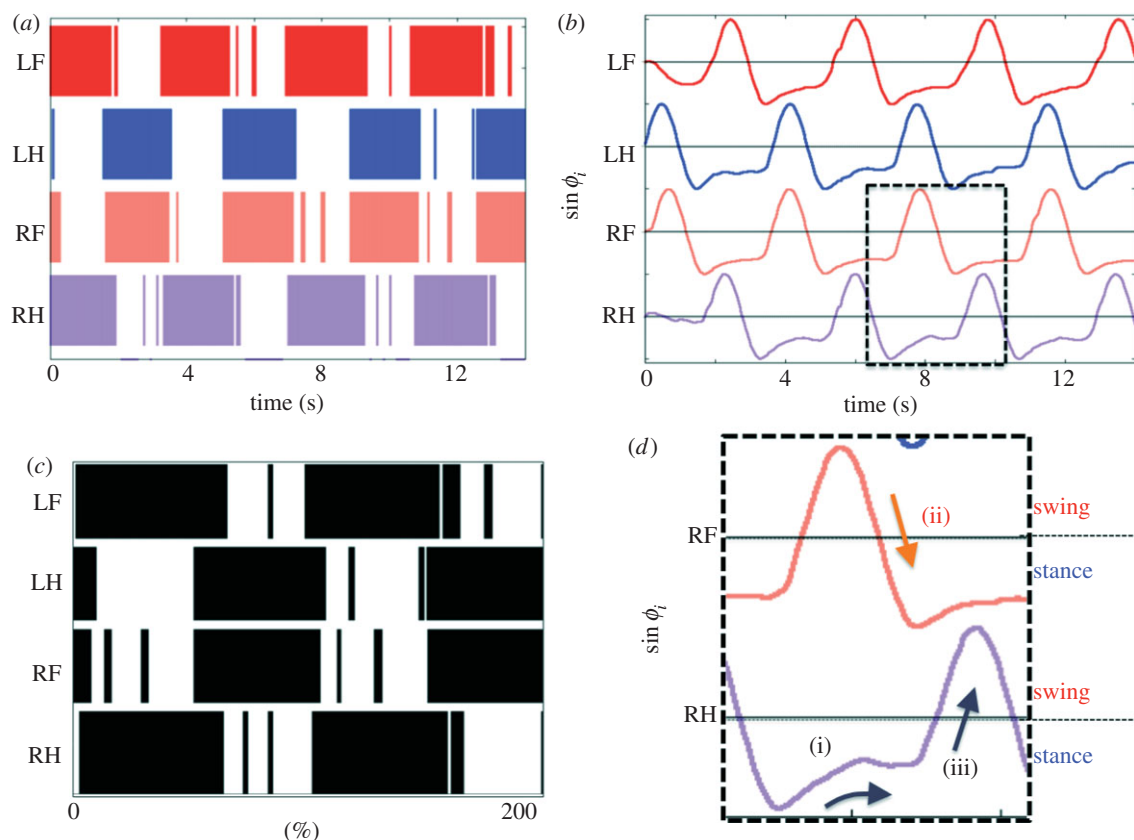 (a)
LF
LH
RF
RH
0 4 8 12
time (s)
(b)
LF
LH
RF
RH
sin ϕi
0 4 8 12
time (s)
(c)
LF
LH
RF
RH
0 200
(%)
(d)
RF
RH
sin ϕi
(i)
(ii)
(iii)
swing
stance
swing
stance